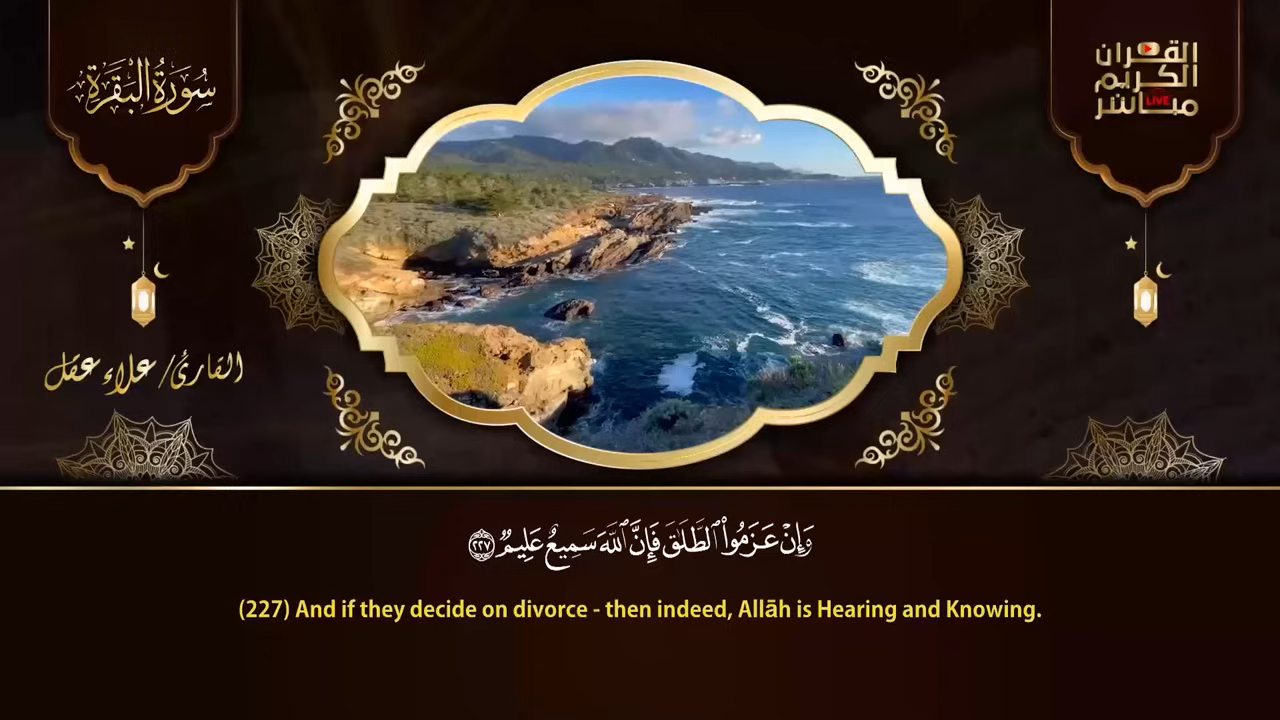 سُورَةُ البَقَرَةِ
القرآن
الكريم
مباشر
LIVE
القارئ/ علاء عقل
وَإِنْ عَزَمُوا۟ ٱلطَّلَـٰقَ فَإِنَّ ٱللَّهَ سَمِيعٌ عَلِيمٌ ٢٢٧
(227) And if they decide on divorce - then indeed, Allāh is Hearing and Knowing.